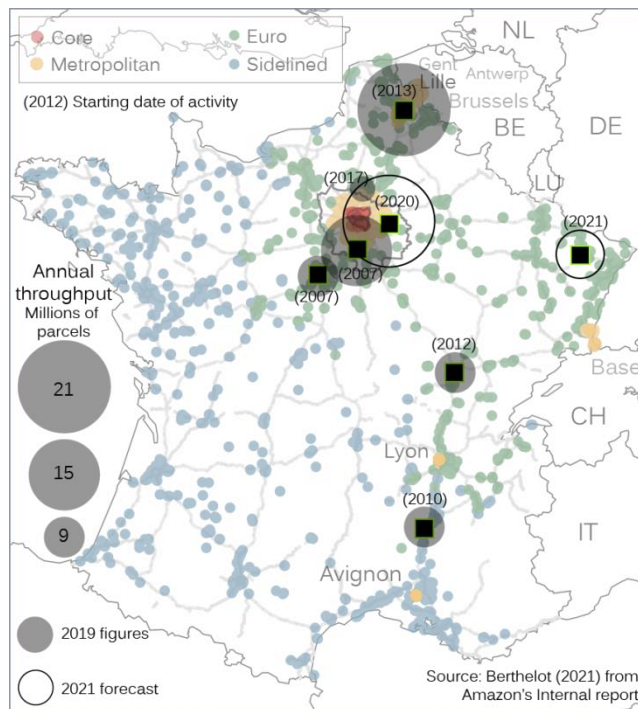 Core
Euro
Metropolitan
Sidelined
(2012) Starting date of activity
NL
Gent
Antwerp
Lille
Brussels
(2013)
BE
DE
LU
(2017)
(2020)
(2021)
(2007)
(2007)
Annual
throughput
Millions of
parcels
21
15
9
(2012)
Base
CH
Lyon
(2010)
IT
Avignon
2019 figures
2021 forecast
Source: Berthelot (2021) from
Amazon's Internal report